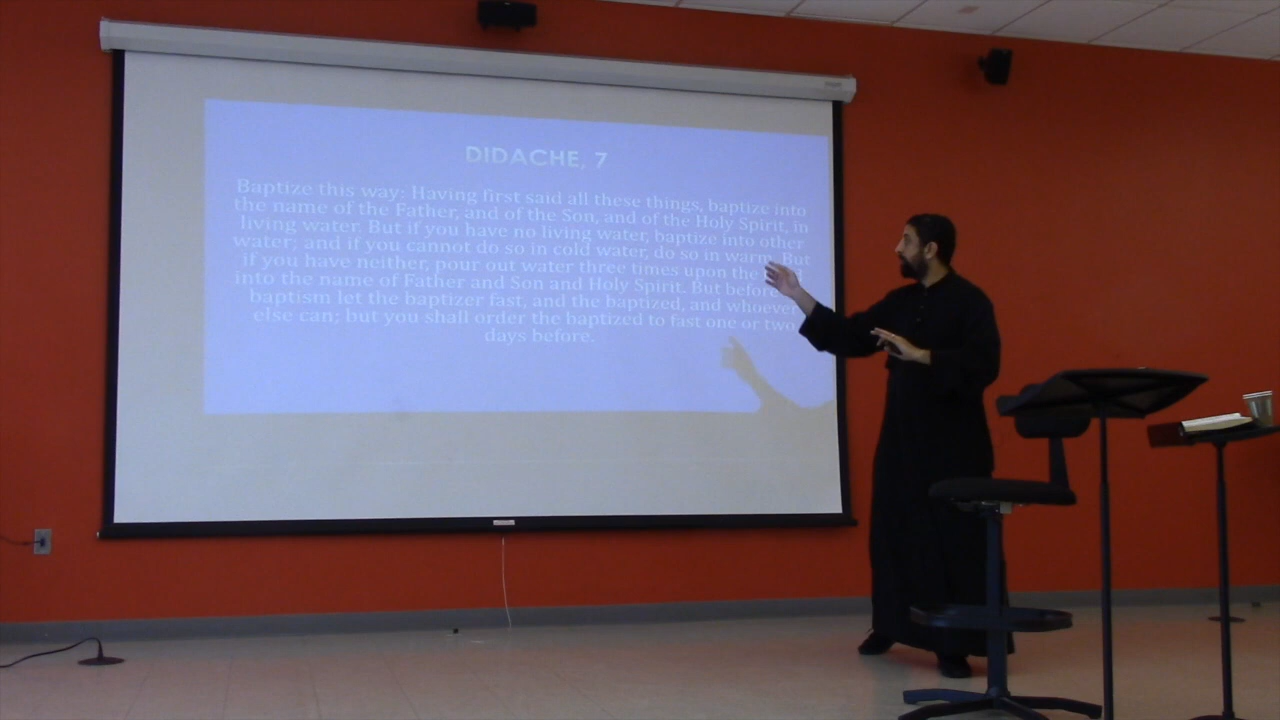 DIDACHE, 7
Baptize this way: Having first said all these things, baptize into
the name of the Father, and of the Son, and of the Holy Spirit, in
living water. But if you have no living water, baptize into other
water; and if you cannot do so in cold water, do so in warm. But
if you have neither, pour out water three times upon the
into the name of Father and Son and Holy Spirit. But before
baptism let the baptizer fast, and the baptized, and whoever
else can; but you shall order the baptized to fast one or two
days before.